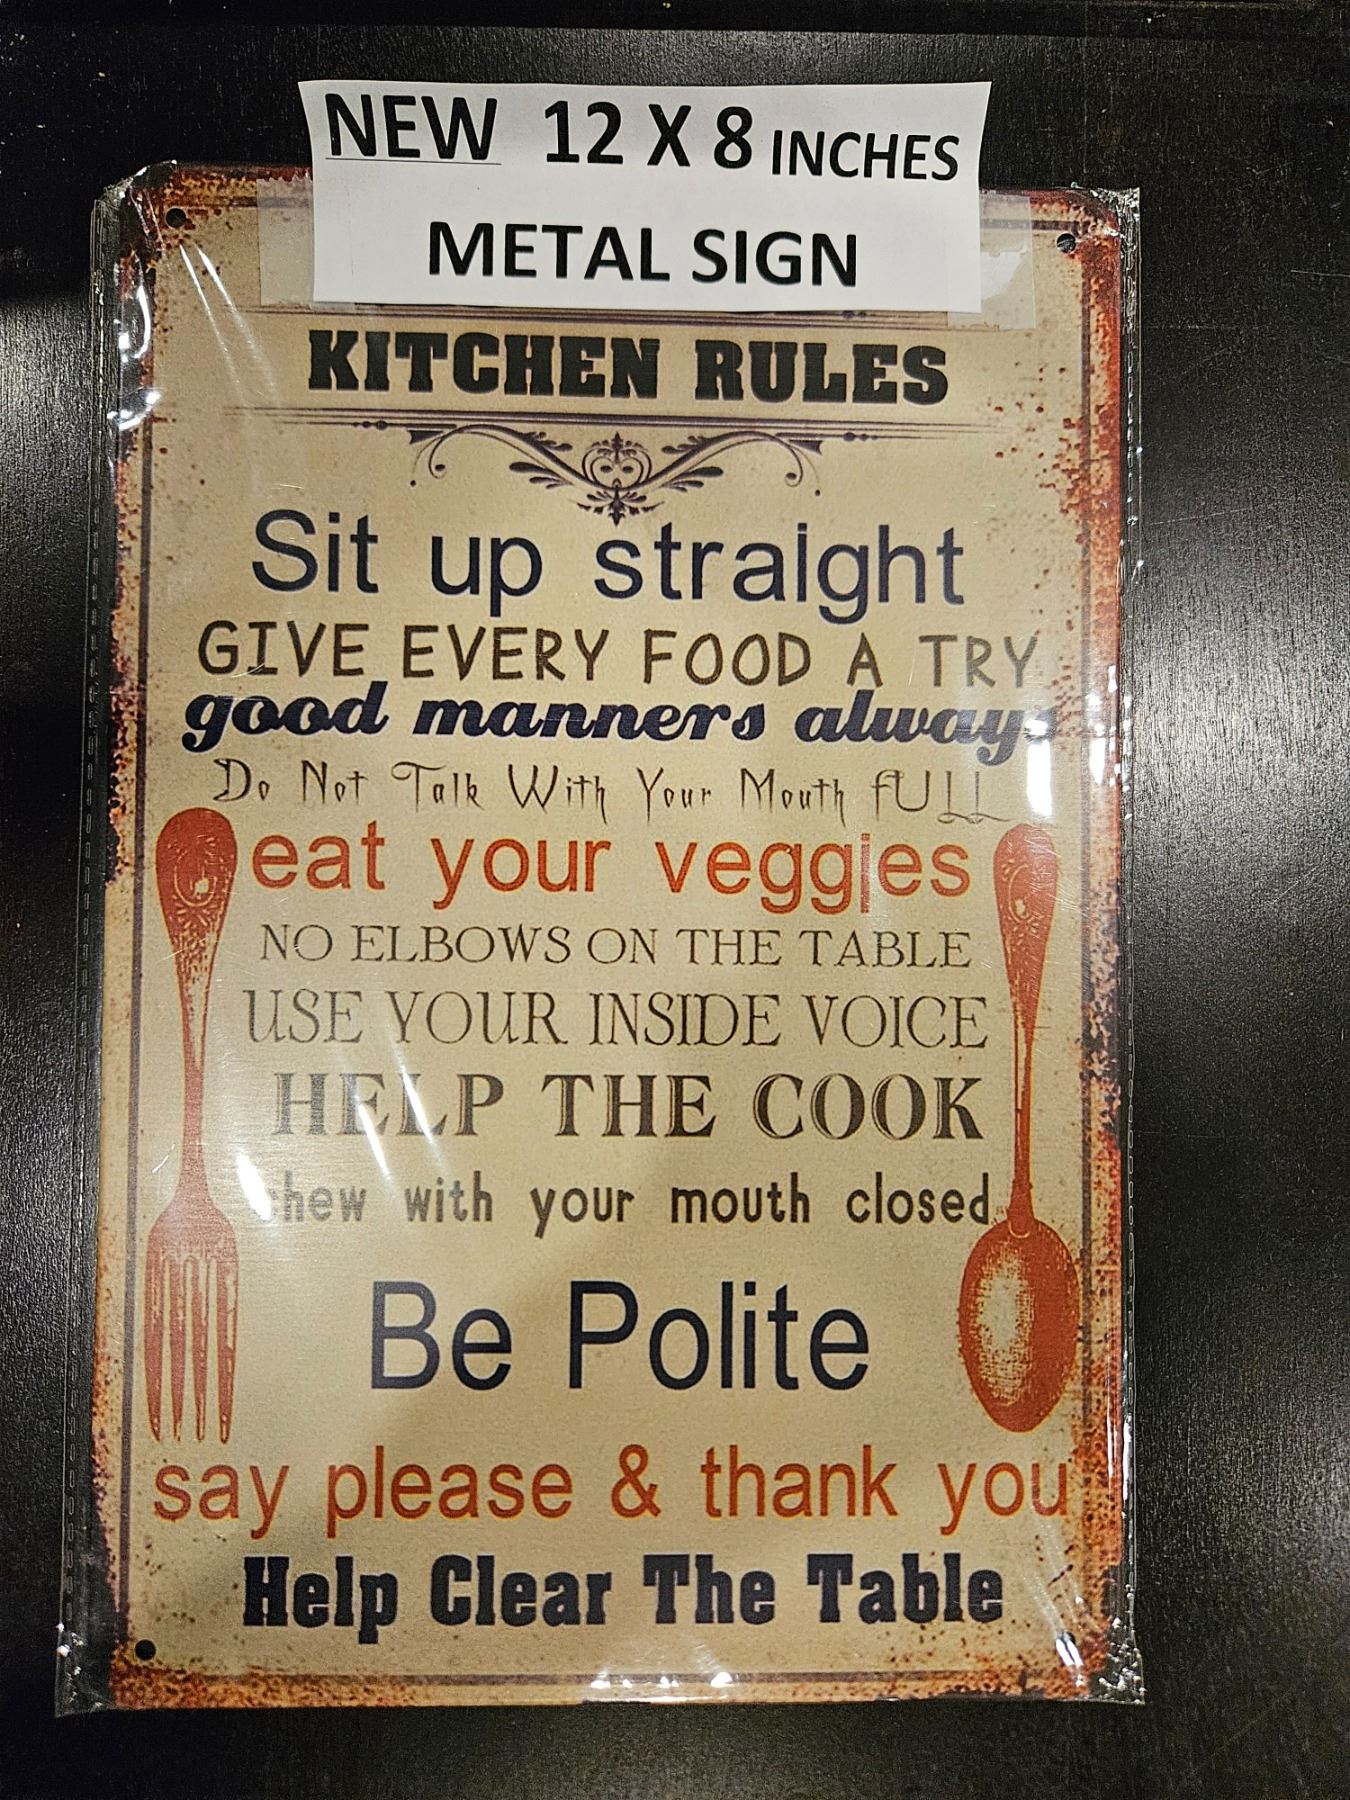 NEW 12 X 8 INCHES
METAL SIGN
KITCHEN RULES
Sit up straight
GIVE EVERY FOOD A TRY
good manners always
Do Not Talk With Your Mouth fULL
eat your veggies
NO ELBOWS ON THE TABLE
USE YOUR INSIDE VOICE
HELP THE COOK
chew with your mouth closed
Be Polite
say please & thank you
Help Clear The Table